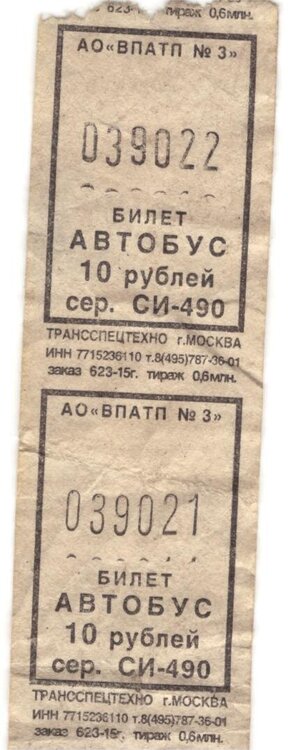 заказ 623-15г. тираж 0,6млн.
АО«ВПАТП № 3»
039022
БИЛЕТ
АВТОБУС
10 рублей
сер. СИ-490
ТРАНССПЕЦТЕХНО г.МОСКВА
ИНН 7715236110 т.8(495)787-36-01
заказ 623-15г. тираж 0,6млн.
АО«ВПАТП № 3»
039021
БИЛЕТ
АВТОБУС
10 рублей
сер. СИ-490
ТРАНССПЕЦТЕХНО г.МОСКВА
ИНН 7715236110 т.8(495)787-36-01
заказ 623-15г. тираж 0,6млн.